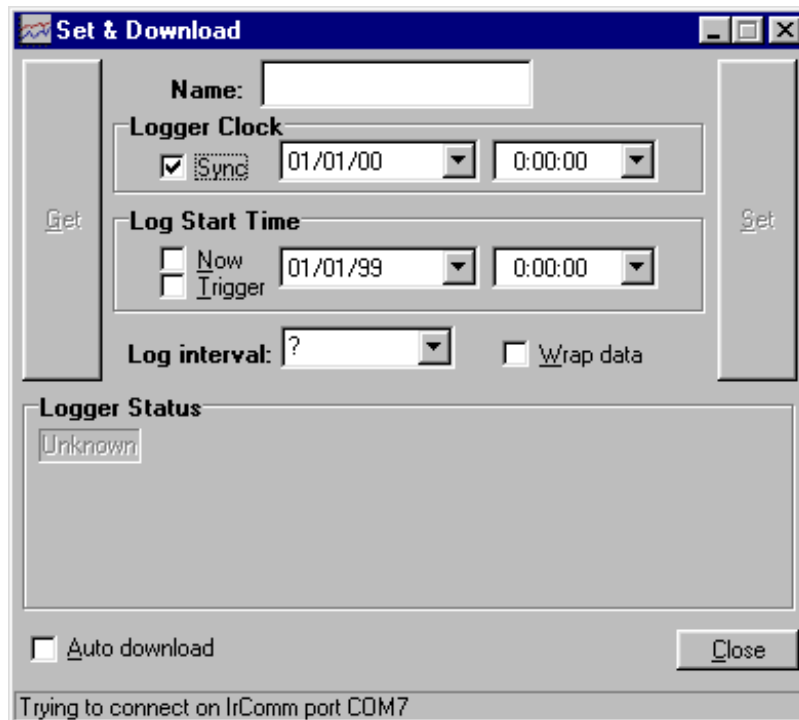 Set & Download
Name:
Logger Clock
Sync 01/01/00 0:00:00
Get
Set
Log Start Time
Now
Trigger
01/01/99 0:00:00
Log interval: ? Wrap data
Logger Status
Unknown
Auto download
Close
Trying to connect on IrComm port COM7